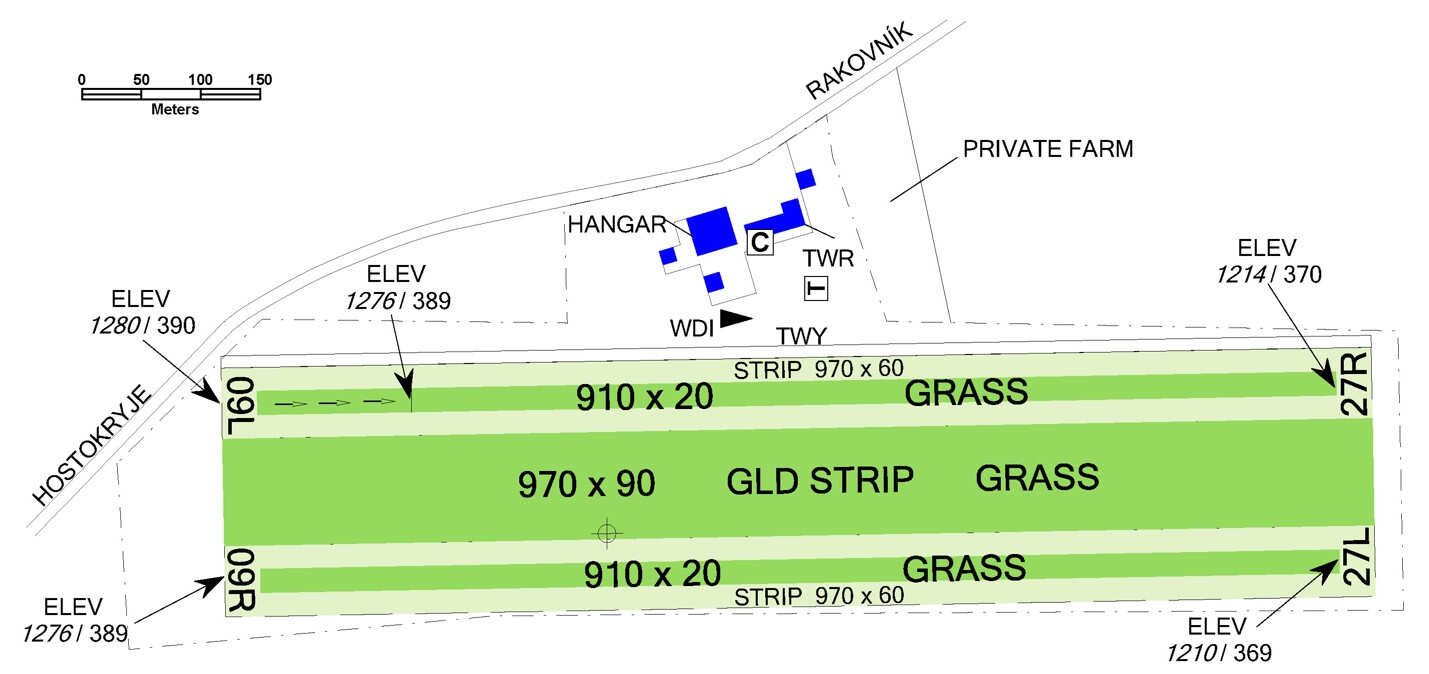 0 50 100 150
Meters
RAKOVNÍK
PRIVATE FARM
HANGAR
C
TWR
T
ELEV
1276 / 389
ELEV
1214 / 370
ELEV
1280 / 390
WDI
TWY
HOSTOKRYJE
STRIP 970 x 60
09L
910 x 20
GRASS
27R
970 x 90
GLD STRIP
GRASS
09R
910 x 20
GRASS
27L
STRIP 970 x 60
ELEV
1276 / 389
ELEV
1210 / 369